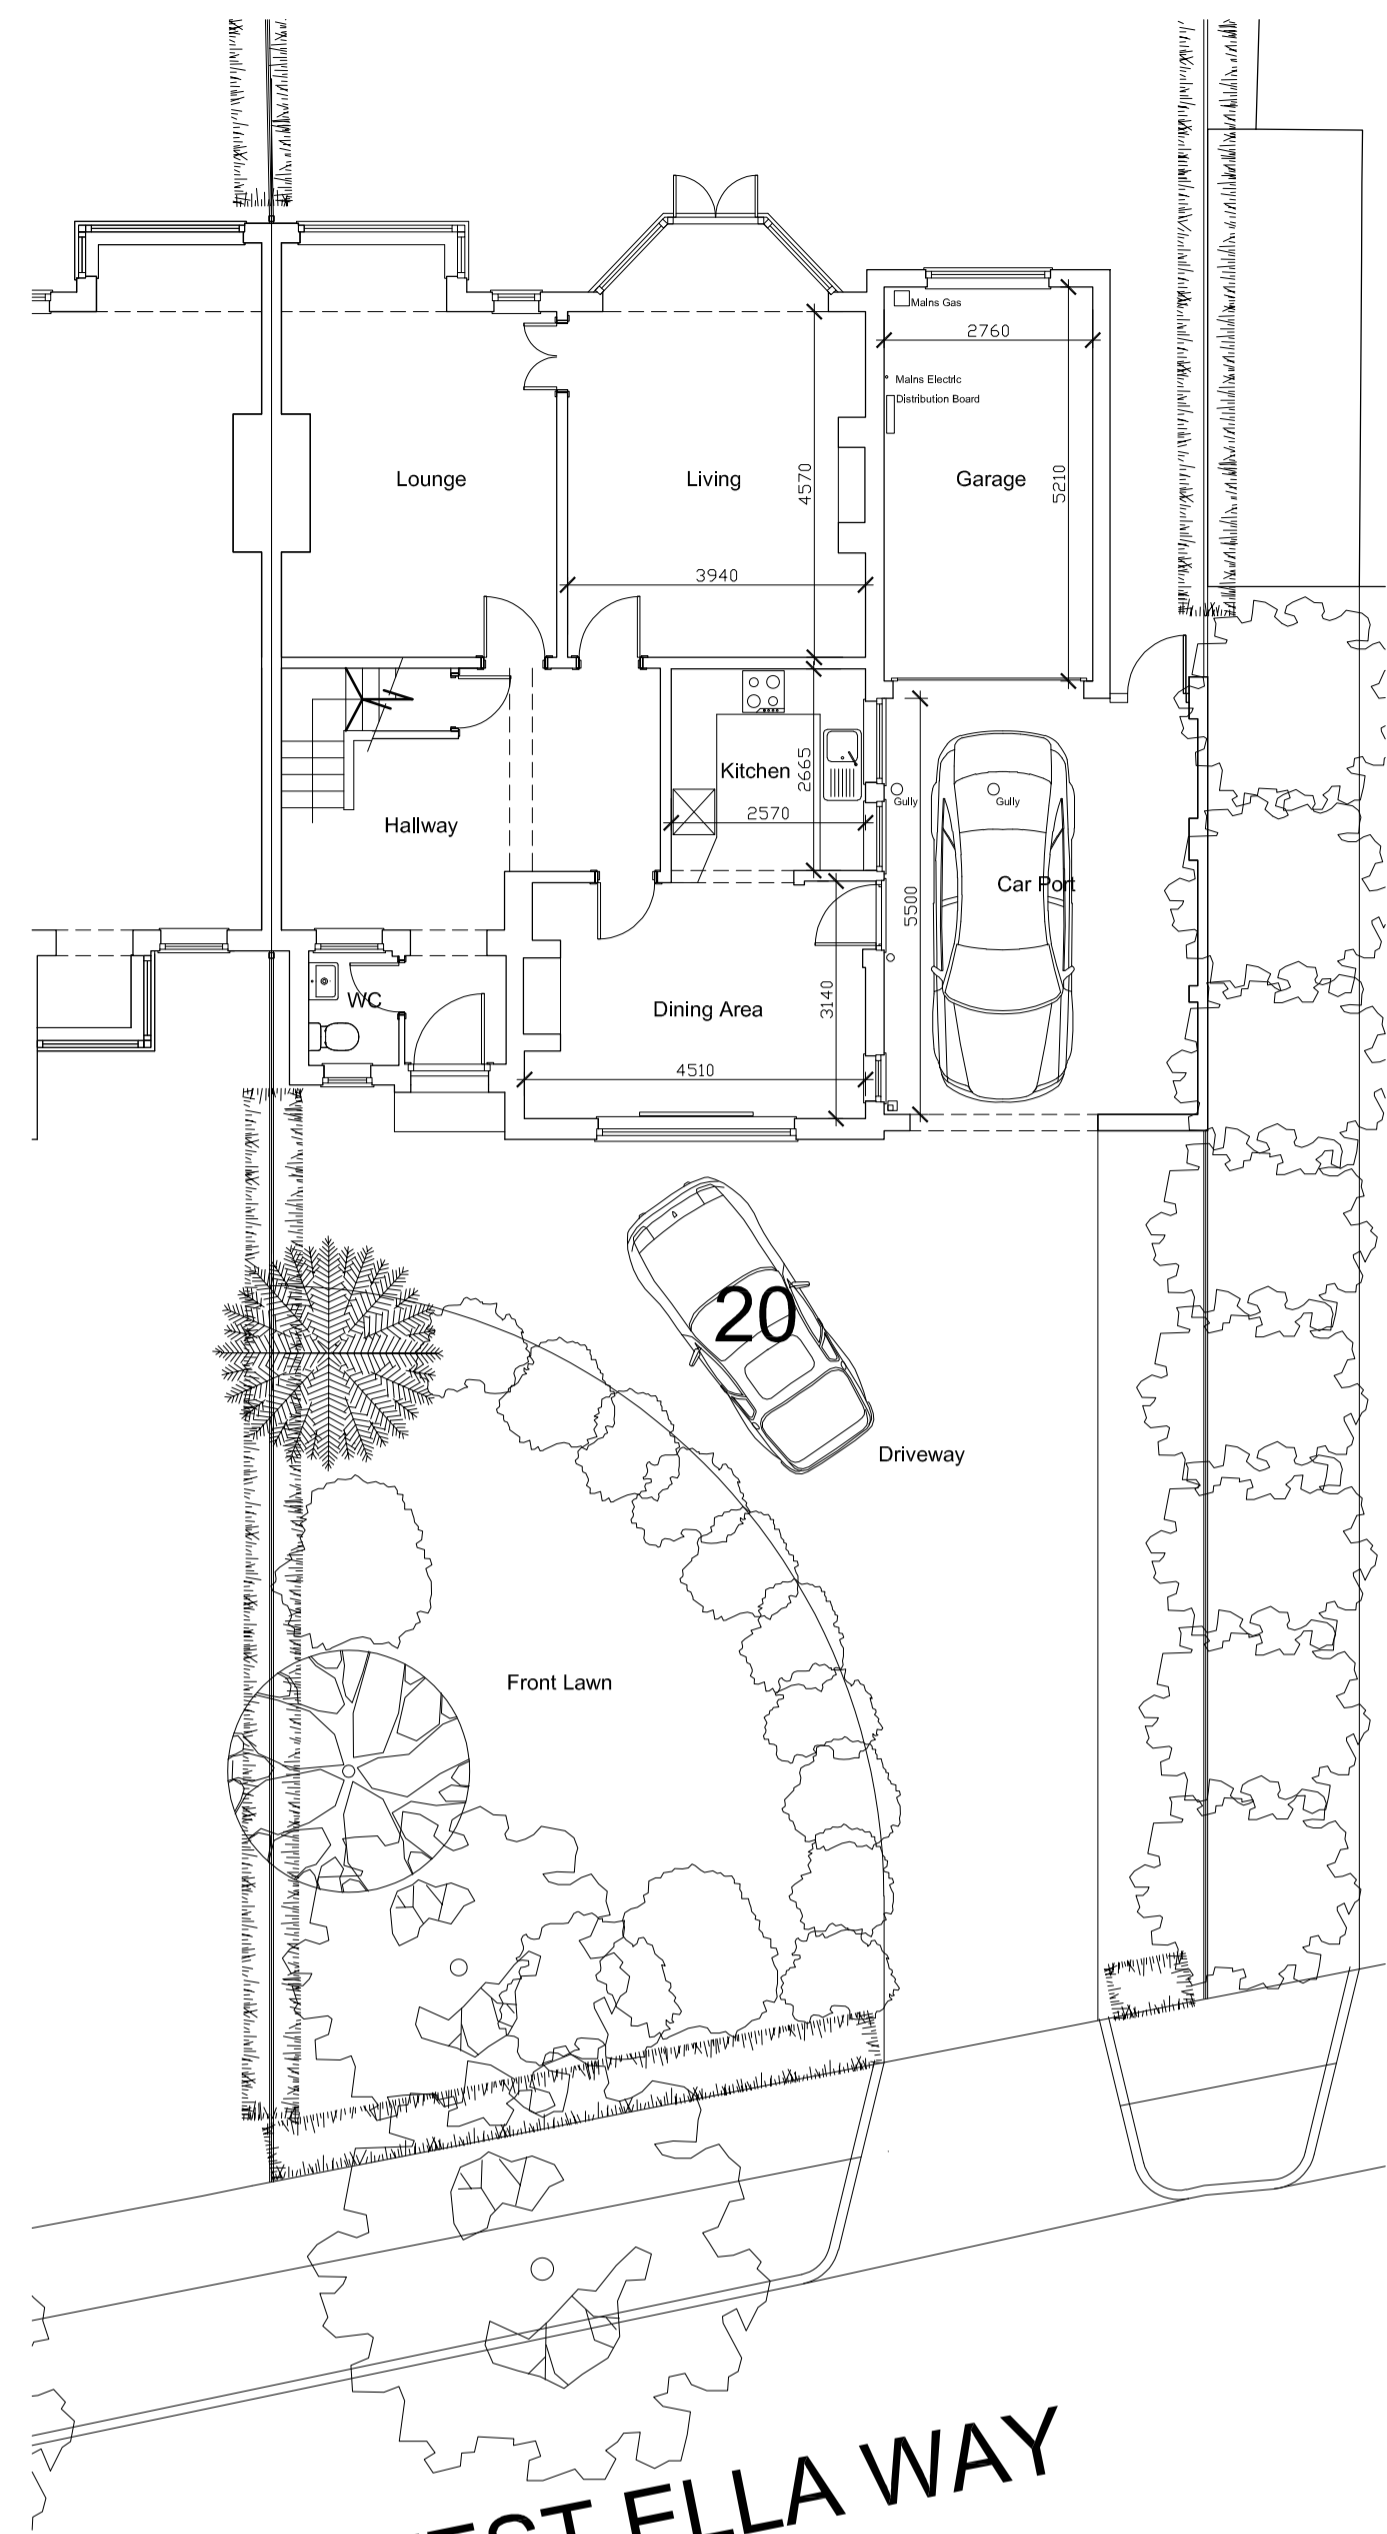 Mains Gas
2760
Mains Electric
Distribution Board
Lounge
Living
4570
Garage
5210
3940
Kitchen
2665
2570
Gully
Gully
Hallway
Car Port
5500
WC
Dining Area
3140
4510
20
Driveway
Front Lawn
EST ELLA WAY